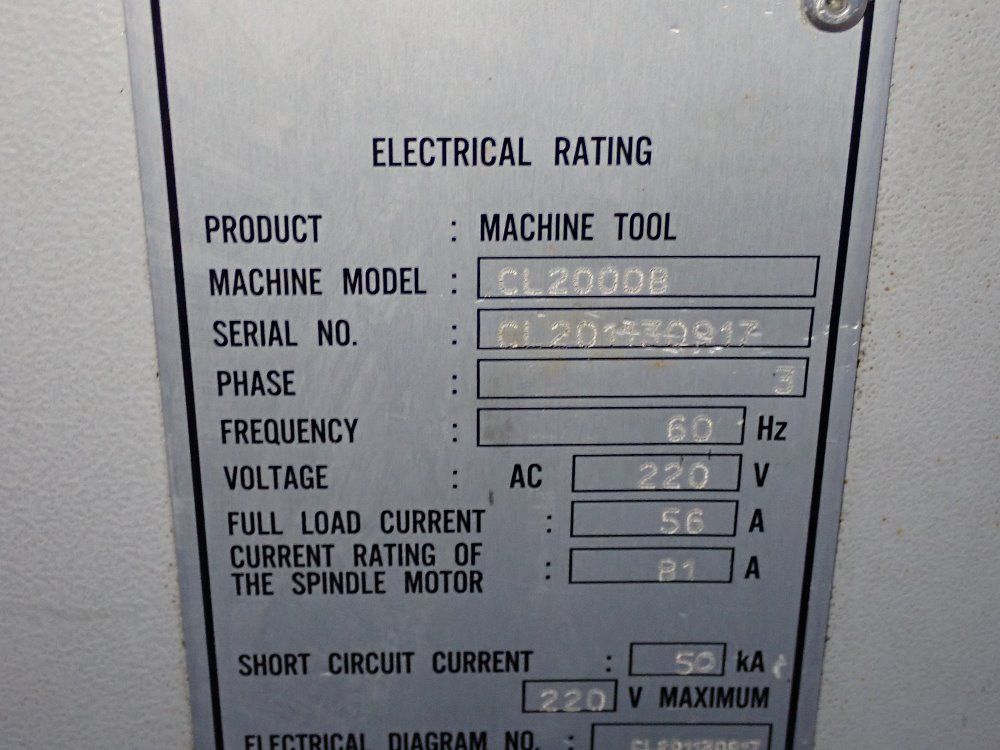 ELECTRICAL RATING
PRODUCT : MACHINE TOOL
MACHINE MODEL : CL2000B
SERIAL NO. :
PHASE : 3
FREQUENCY : 60 Hz
VOLTAGE : AC 220 V
FULL LOAD CURRENT : 56 A
CURRENT RATING OF
THE SPINDLE MOTOR : 81 A
SHORT CIRCUIT CURRENT : 50 kA
220 V MAXIMUM
ELECTRICAL DIAGRAM NO. :